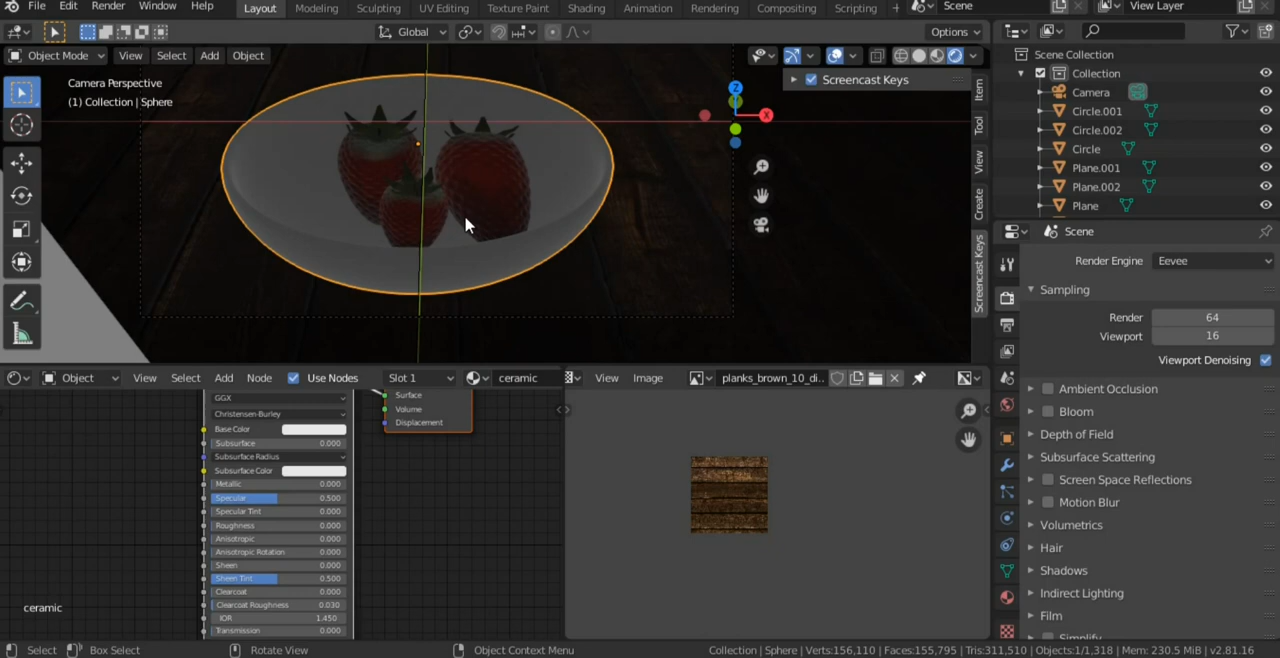 File Edit Render Window Help Layout Modeling Sculpting UV Editing Texture Paint Shading Animation Rendering Compositing Scripting + Scene View Layer
Global Options
Object Mode View Select Add Object
Camera Perspective
(1) Collection | Sphere
Screencast Keys
Z
X
Item
Tool
View
Create
Screencast Keys
Scene Collection
Collection
Camera
Circle.001
Circle.002
Circle
Plane.001
Plane.002
Plane
Scene
Render Engine Eevee
Sampling
Render 64
Viewport 16
Viewport Denoising
Ambient Occlusion
Bloom
Depth of Field
Subsurface Scattering
Screen Space Reflections
Motion Blur
Volumetrics
Hair
Shadows
Indirect Lighting
Film
Simplify
Object View Select Add Node Use Nodes Slot 1 ceramic
GGX
Christensen-Burley
Base Color
Subsurface 0.000
Subsurface Radius
Subsurface Color
Metallic 0.000
Specular 0.500
Specular Tint 0.000
Roughness 0.000
Anisotropic 0.000
Anisotropic Rotation 0.000
Sheen 0.000
Sheen Tint 0.500
Clearcoat 0.000
Clearcoat Roughness 0.030
IOR 1.450
Transmission 0.000
Surface
Volume
Displacement
ceramic
View Image planks_brown_10_di..
Select Box Select Rotate View Object Context Menu Collection | Sphere | Verts:156,110 | Faces:155,795 | Tris:311,510 | Objects:1/1,318 | Mem: 230.5 MiB | v2.81.16